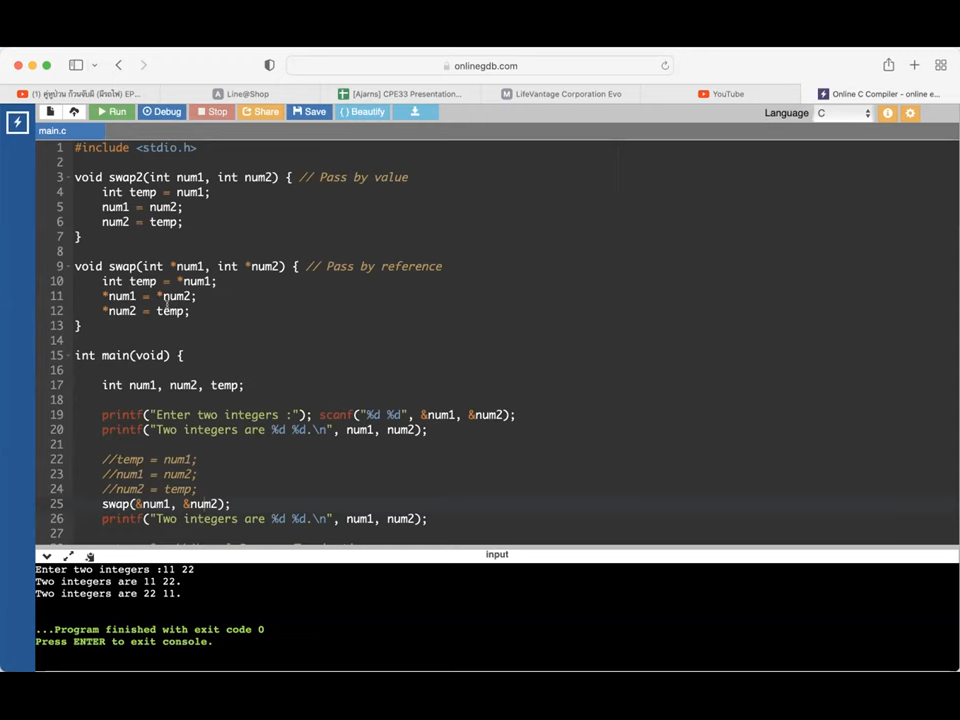 onlinegdb.com
(1) คู่หูป่วน ก๊วนจับผี (ผีรถไฟ) EP...
Line@Shop
[Ajarns] CPE33 Presentation...
LifeVantage Corporation Evo
YouTube
Online C Compiler - online e...
Run Debug Stop Share Save { } Beautify Language C
main.c
1 #include <stdio.h>
2
3 void swap2(int num1, int num2) { // Pass by value
4 int temp = num1;
5 num1 = num2;
6 num2 = temp;
7 }
8
9 void swap(int *num1, int *num2) { // Pass by reference
10 int temp = *num1;
11 *num1 = *num2;
12 *num2 = temp;
13 }
14
15 int main(void) {
16
17 int num1, num2, temp;
18
19 printf("Enter two integers :"); scanf("%d %d", &num1, &num2);
20 printf("Two integers are %d %d.\n", num1, num2);
21
22 //temp = num1;
23 //num1 = num2;
24 //num2 = temp;
25 swap(&num1, &num2);
26 printf("Two integers are %d %d.\n", num1, num2);
27
input
Enter two integers :11 22
Two integers are 11 22.
Two integers are 22 11.
...Program finished with exit code 0
Press ENTER to exit console.